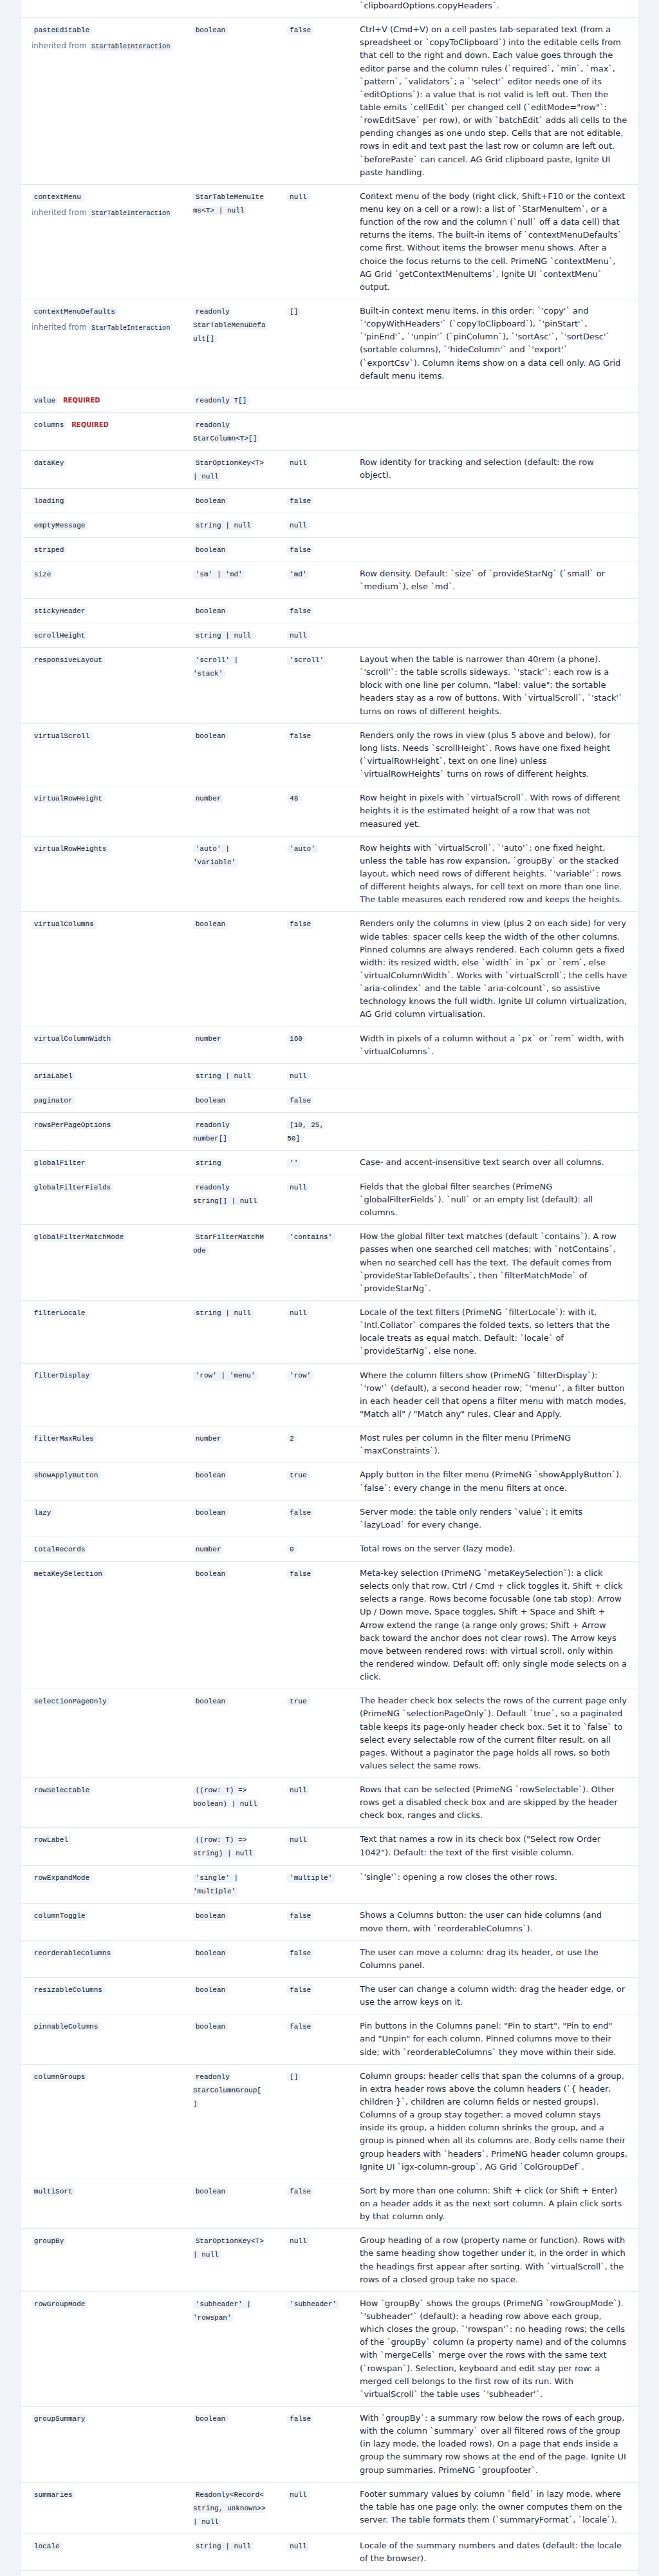 `clipboardOptions.copyHeaders`.
pasteEditable boolean false Ctrl+V (Cmd+V) on a cell pastes tab-separated text (from a
inherited from StarTableInteraction spreadsheet or `copyToClipboard`) into the editable cells from
that cell to the right and down. Each value goes through the
editor parse and the column rules (`required`, `min`, `max`,
`pattern`, `validators`; a `'select'` editor needs one of its
`editOptions`): a value that is not valid is left out. Then the
table emits `cellEdit` per changed cell (`editMode="row"`:
`rowEditSave` per row), or with `batchEdit` adds all cells to the
pending changes as one undo step. Cells that are not editable,
rows in edit and text past the last row or column are left out.
`beforePaste` can cancel. AG Grid clipboard paste, Ignite UI
paste handling.
contextMenu StarTableMenuIte null Context menu of the body (right click, Shift+F10 or the context
inherited from StarTableInteraction ms<T> | null menu key on a cell or a row): a list of `StarMenuItem`, or a
function of the row and the column (`null` off a data cell) that
returns the items. The built-in items of `contextMenuDefaults`
come first. Without items the browser menu shows. After a
choice the focus returns to the cell. PrimeNG `contextMenu`,
AG Grid `getContextMenuItems`, Ignite UI `contextMenu`
output.
contextMenuDefaults readonly [] Built-in context menu items, in this order: `'copy'` and
inherited from StarTableInteraction StarTableMenuDefa `'copyWithHeaders'` (`copyToClipboard`), `'pinStart'`,
ult[] `'pinEnd'`, `'unpin'` (`pinColumn`), `'sortAsc'`, `'sortDesc'`
(sortable columns), `'hideColumn'` and `'export'`
(`exportCsv`). Column items show on a data cell only. AG Grid
default menu items.
value REQUIRED readonly T[]
columns REQUIRED readonly
StarColumn<T>[]
dataKey StarOptionKey<T> null Row identity for tracking and selection (default: the row
| null object).
loading boolean false
emptyMessage string | null null
striped boolean false
size 'sm' | 'md' 'md' Row density. Default: `size` of `provideStarNg` (`small` or
`medium`), else `md`.
stickyHeader boolean false
scrollHeight string | null null
responsiveLayout 'scroll' | 'scroll' Layout when the table is narrower than 40rem (a phone).
'stack' `'scroll'`: the table scrolls sideways. `'stack'`: each row is a
block with one line per column, "label: value"; the sortable
headers stay as a row of buttons. With `virtualScroll`, `'stack'`
turns on rows of different heights.
virtualScroll boolean false Renders only the rows in view (plus 5 above and below), for
long lists. Needs `scrollHeight`. Rows have one fixed height
(`virtualRowHeight`, text on one line) unless
`virtualRowHeights` turns on rows of different heights.
virtualRowHeight number 48 Row height in pixels with `virtualScroll`. With rows of different
heights it is the estimated height of a row that was not
measured yet.
virtualRowHeights 'auto' | 'auto' Row heights with `virtualScroll`. `'auto'`: one fixed height,
'variable' unless the table has row expansion, `groupBy` or the stacked
layout, which need rows of different heights. `'variable'`: rows
of different heights always, for cell text on more than one line.
The table measures each rendered row and keeps the heights.
virtualColumns boolean false Renders only the columns in view (plus 2 on each side) for very
wide tables: spacer cells keep the width of the other columns.
Pinned columns are always rendered. Each column gets a fixed
width: its resized width, else `width` in `px` or `rem`, else
`virtualColumnWidth`. Works with `virtualScroll`; the cells have
`aria-colindex` and the table `aria-colcount`, so assistive
technology knows the full width. Ignite UI column virtualization,
AG Grid column virtualisation.
virtualColumnWidth number 160 Width in pixels of a column without a `px` or `rem` width, with
`virtualColumns`.
ariaLabel string | null null
paginator boolean false
rowsPerPageOptions readonly [10, 25,
number[] 50]
globalFilter string '' Case- and accent-insensitive text search over all columns.
globalFilterFields readonly null Fields that the global filter searches (PrimeNG
string[] | null `globalFilterFields`). `null` or an empty list (default): all
columns.
globalFilterMatchMode StarFilterMatchM 'contains' How the global filter text matches (default `contains`). A row
ode passes when one searched cell matches; with `notContains`,
when no searched cell has the text. The default comes from
`provideStarTableDefaults`, then `filterMatchMode` of
`provideStarNg`.
filterLocale string | null null Locale of the text filters (PrimeNG `filterLocale`): with it,
`Intl.Collator` compares the folded texts, so letters that the
locale treats as equal match. Default: `locale` of
`provideStarNg`, else none.
filterDisplay 'row' | 'menu' 'row' Where the column filters show (PrimeNG `filterDisplay`):
`'row'` (default), a second header row; `'menu'`, a filter button
in each header cell that opens a filter menu with match modes,
"Match all" / "Match any" rules, Clear and Apply.
filterMaxRules number 2 Most rules per column in the filter menu (PrimeNG
`maxConstraints`).
showApplyButton boolean true Apply button in the filter menu (PrimeNG `showApplyButton`).
`false`: every change in the menu filters at once.
lazy boolean false Server mode: the table only renders `value`; it emits
`lazyLoad` for every change.
totalRecords number 0 Total rows on the server (lazy mode).
metaKeySelection boolean false Meta-key selection (PrimeNG `metaKeySelection`): a click
selects only that row, Ctrl / Cmd + click toggles it, Shift + click
selects a range. Rows become focusable (one tab stop): Arrow
Up / Down move, Space toggles, Shift + Space and Shift +
Arrow extend the range (a range only grows; Shift + Arrow
back toward the anchor does not clear rows). The Arrow keys
move between rendered rows: with virtual scroll, only within
the rendered window. Default off: only single mode selects on a
click.
selectionPageOnly boolean true The header check box selects the rows of the current page only
(PrimeNG `selectionPageOnly`). Default `true`, so a paginated
table keeps its page-only header check box. Set it to `false` to
select every selectable row of the current filter result, on all
pages. Without a paginator the page holds all rows, so both
values select the same rows.
rowSelectable ((row: T) => null Rows that can be selected (PrimeNG `rowSelectable`). Other
boolean) | null rows get a disabled check box and are skipped by the header
check box, ranges and clicks.
rowLabel ((row: T) => null Text that names a row in its check box ("Select row Order
string) | null 1042"). Default: the text of the first visible column.
rowExpandMode 'single' | 'multiple' `'single'`: opening a row closes the other rows.
'multiple'
columnToggle boolean false Shows a Columns button: the user can hide columns (and
move them, with `reorderableColumns`).
reorderableColumns boolean false The user can move a column: drag its header, or use the
Columns panel.
resizableColumns boolean false The user can change a column width: drag the header edge, or
use the arrow keys on it.
pinnableColumns boolean false Pin buttons in the Columns panel: "Pin to start", "Pin to end"
and "Unpin" for each column. Pinned columns move to their
side; with `reorderableColumns` they move within their side.
columnGroups readonly [] Column groups: header cells that span the columns of a group,
StarColumnGroup[ in extra header rows above the column headers (`{ header,
] children }`, children are column fields or nested groups).
Columns of a group stay together: a moved column stays
inside its group, a hidden column shrinks the group, and a
group is pinned when all its columns are. Body cells name their
group headers with `headers`. PrimeNG header column groups,
Ignite UI `igx-column-group`, AG Grid `ColGroupDef`.
multiSort boolean false Sort by more than one column: Shift + click (or Shift + Enter)
on a header adds it as the next sort column. A plain click sorts
by that column only.
groupBy StarOptionKey<T> null Group heading of a row (property name or function). Rows with
| null the same heading show together under it, in the order in which
the headings first appear after sorting. With `virtualScroll`, the
rows of a closed group take no space.
rowGroupMode 'subheader' | 'subheader' How `groupBy` shows the groups (PrimeNG `rowGroupMode`).
'rowspan' `'subheader'` (default): a heading row above each group,
which closes the group. `'rowspan'`: no heading rows; the cells
of the `groupBy` column (a property name) and of the columns
with `mergeCells` merge over the rows with the same text
(`rowspan`). Selection, keyboard and edit stay per row: a
merged cell belongs to the first row of its run. With
`virtualScroll` the table uses `'subheader'`.
groupSummary boolean false With `groupBy`: a summary row below the rows of each group,
with the column `summary` over all filtered rows of the group
(in lazy mode, the loaded rows). On a page that ends inside a
group the summary row shows at the end of the page. Ignite UI
group summaries, PrimeNG `groupfooter`.
summaries Readonly<Record< null Footer summary values by column `field` in lazy mode, where
string, unknown>> the table has one page only: the owner computes them on the
| null server. The table formats them (`summaryFormat`, `locale`).
locale string | null null Locale of the summary numbers and dates (default: the locale
of the browser).